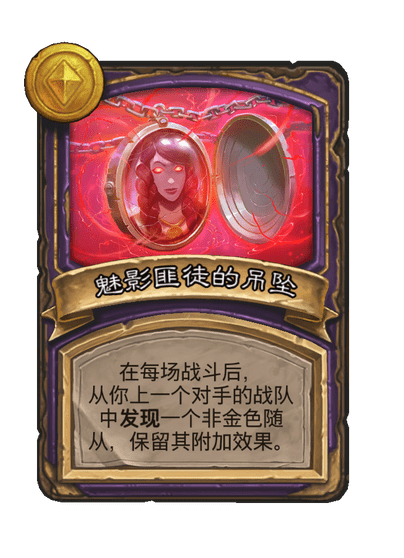 魅影匪徒的吊坠
在每场战斗后，
从你上一个对手的战队
中发现一个非金色随
从，保留其附加效果。